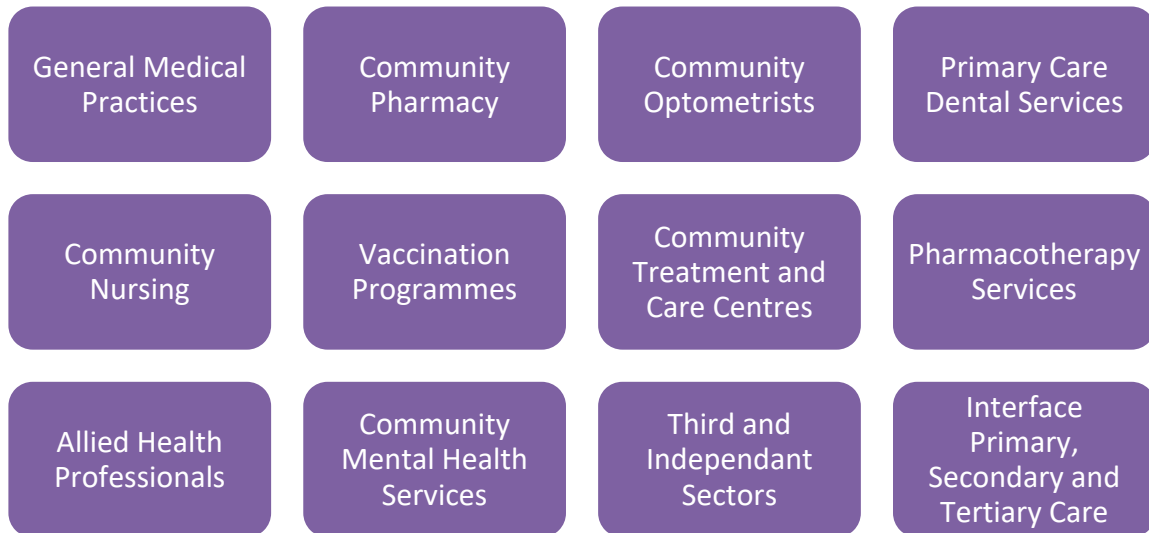 General Medical
Practices
Community
Pharmacy
Community
Optometrists
Primary Care
Dental Services
Community
Nursing
Vaccination
Programmes
Community
Treatment and
Care Centres
Pharmacotherapy
Services
Allied Health
Professionals
Community
Mental Health
Services
Third and
Independant
Sectors
Interface
Primary,
Secondary and
Tertiary Care